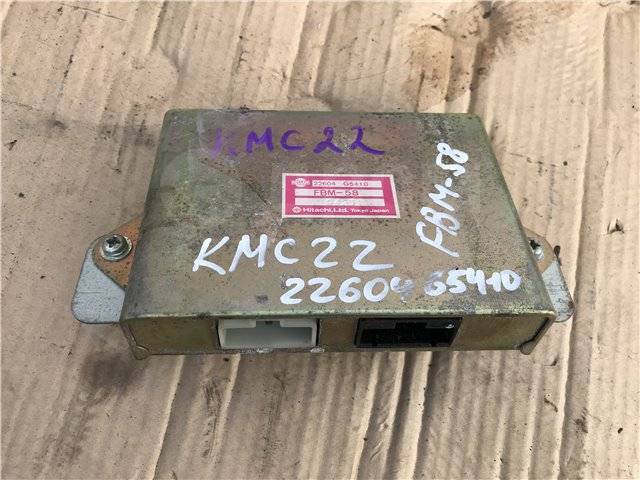 KMC22
22604 G5410
FBM-58
Hitachi, Ltd. Tokyo Japan
FBM-58
KMC22
22604 G5410